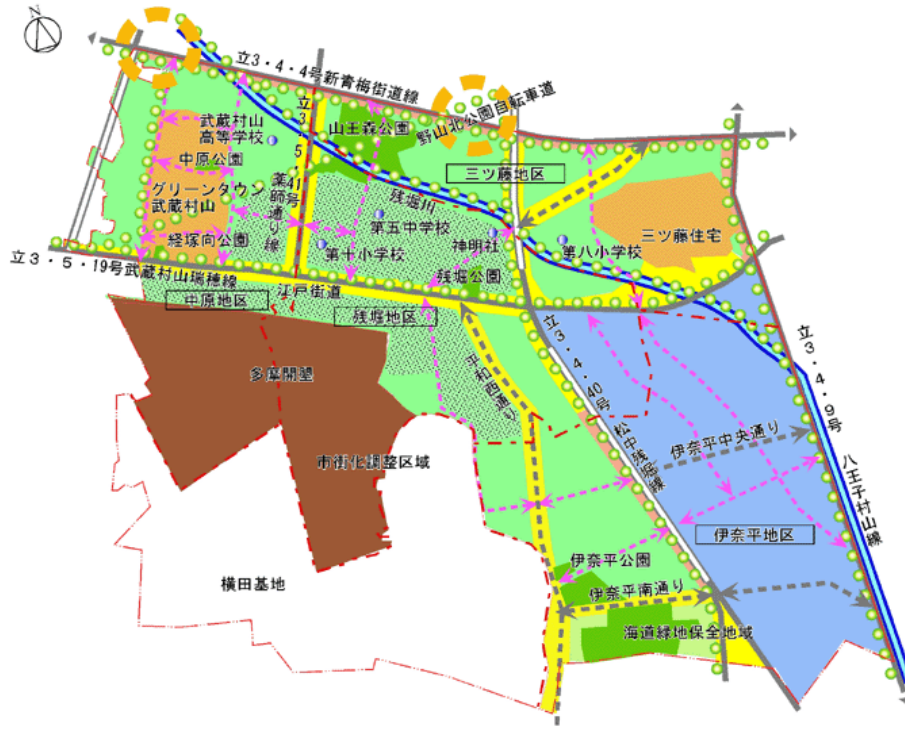 N
立3・4・4号新青梅街道線
野山北公園自転車道
武蔵村山
高等学校
中原公園
グリーンタウン
武蔵村山
経塚向公園
立3・5・41号
薬師通り線
山王森公園
三ツ藤地区
残堀川
第五中学校
第十小学校
神明社
第八小学校
三ツ藤住宅
残堀公園
立3・5・19号武蔵村山瑞穂線
江戸街道
中原地区
残堀地区
多摩開墾
平和西通り
立3・4・40号
松中残堀線
立3・4・9号
八王子村山線
市街化調整区域
伊奈平中央通り
伊奈平地区
横田基地
伊奈平公園
伊奈平南通り
海道緑地保全地域